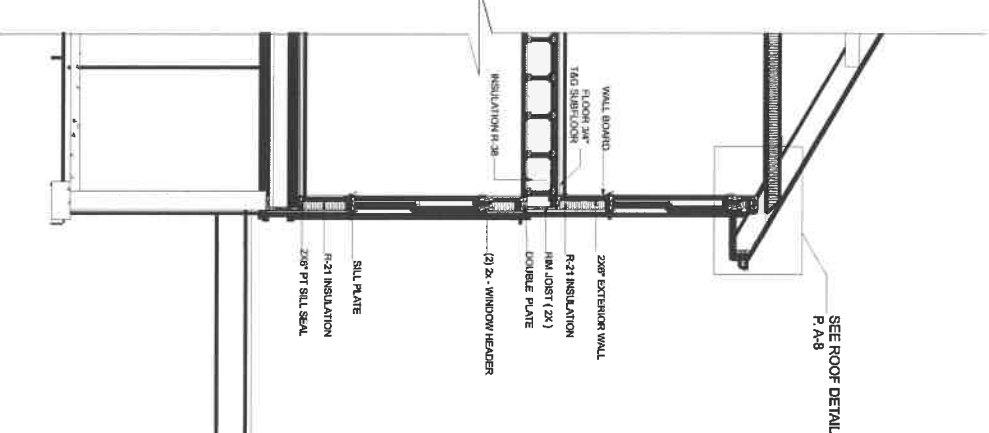 SEE ROOF DETAIL
P. A-8
WALL BOARD
FLOOR 3/4"
T&G SUBFLOOR
INSULATION R-38
2X6" EXTERIOR WALL
R-21 INSULATION
RIM JOIST ( 2X )
DOUBLE PLATE
(2) 2x - WINDOW HEADER
SILL PLATE
R-21 INSULATION
2X6" PT SILL SEAL